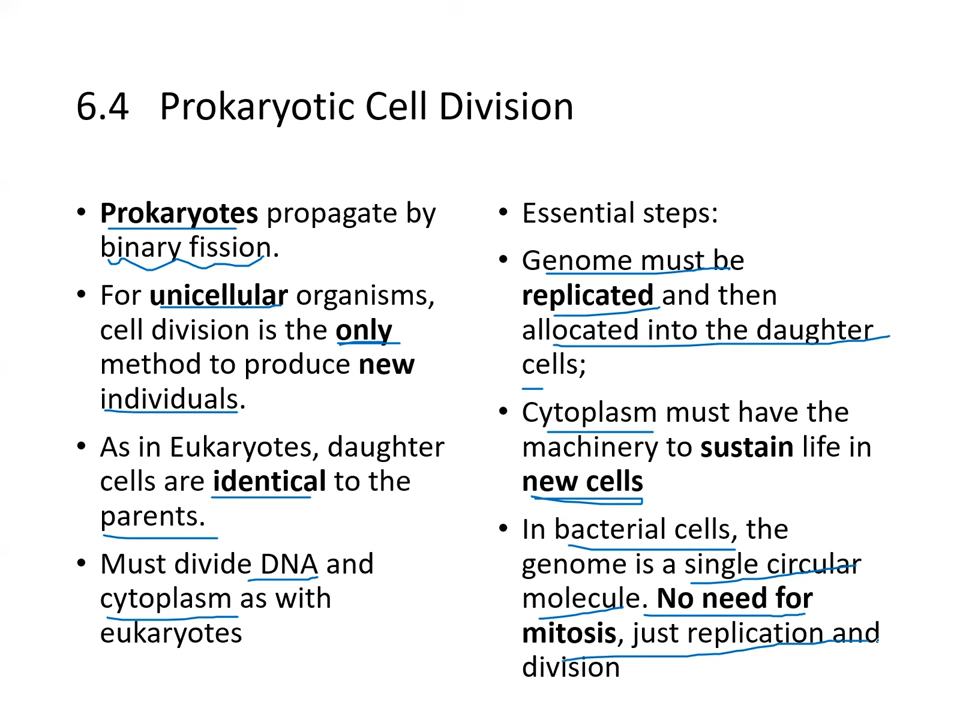 6.4 Prokaryotic Cell Division
• Prokaryotes propagate by
binary fission.
• For unicellular organisms,
cell division is the only
method to produce new
individuals.
• As in Eukaryotes, daughter
cells are identical to the
parents.
• Must divide DNA and
cytoplasm as with
eukaryotes
• Essential steps:
• Genome must be
replicated and then
allocated into the daughter
cells;
• Cytoplasm must have the
machinery to sustain life in
new cells
• In bacterial cells, the
genome is a single circular
molecule. No need for
mitosis, just replication and
division